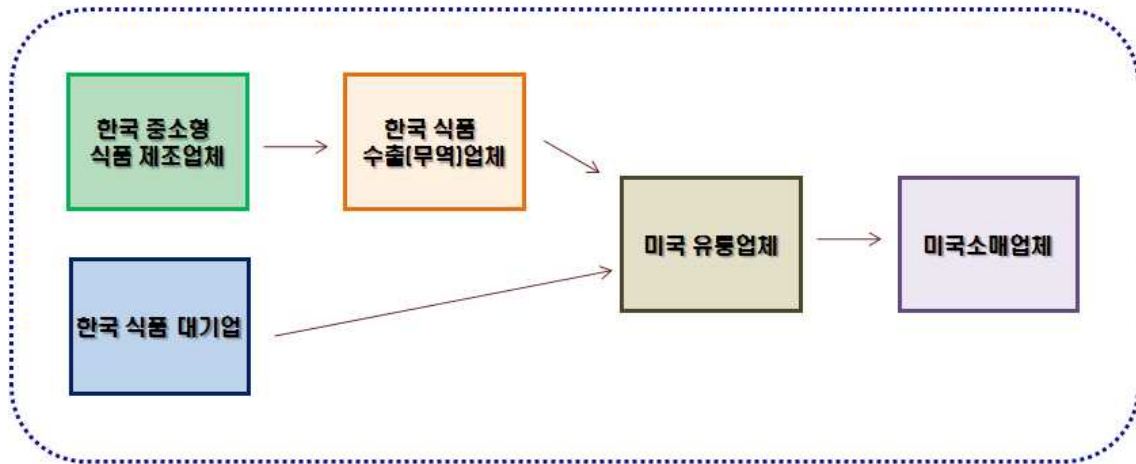 한국 중소형
식품 제조업체
한국 식품
수출(무역)업체
미국 유통업체
미국소매업체
한국 식품 대기업